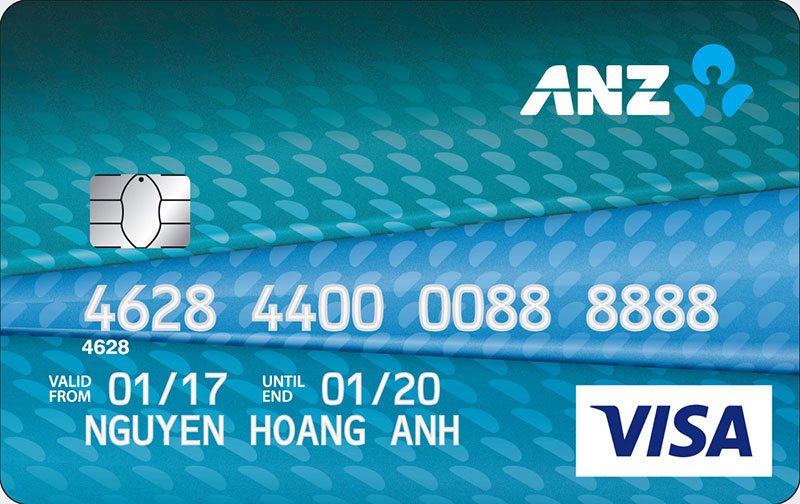 ANZ
4628 4400 0088 8888
4628
VALID FROM 01/17 UNTIL END 01/20
NGUYEN HOANG ANH
VISA